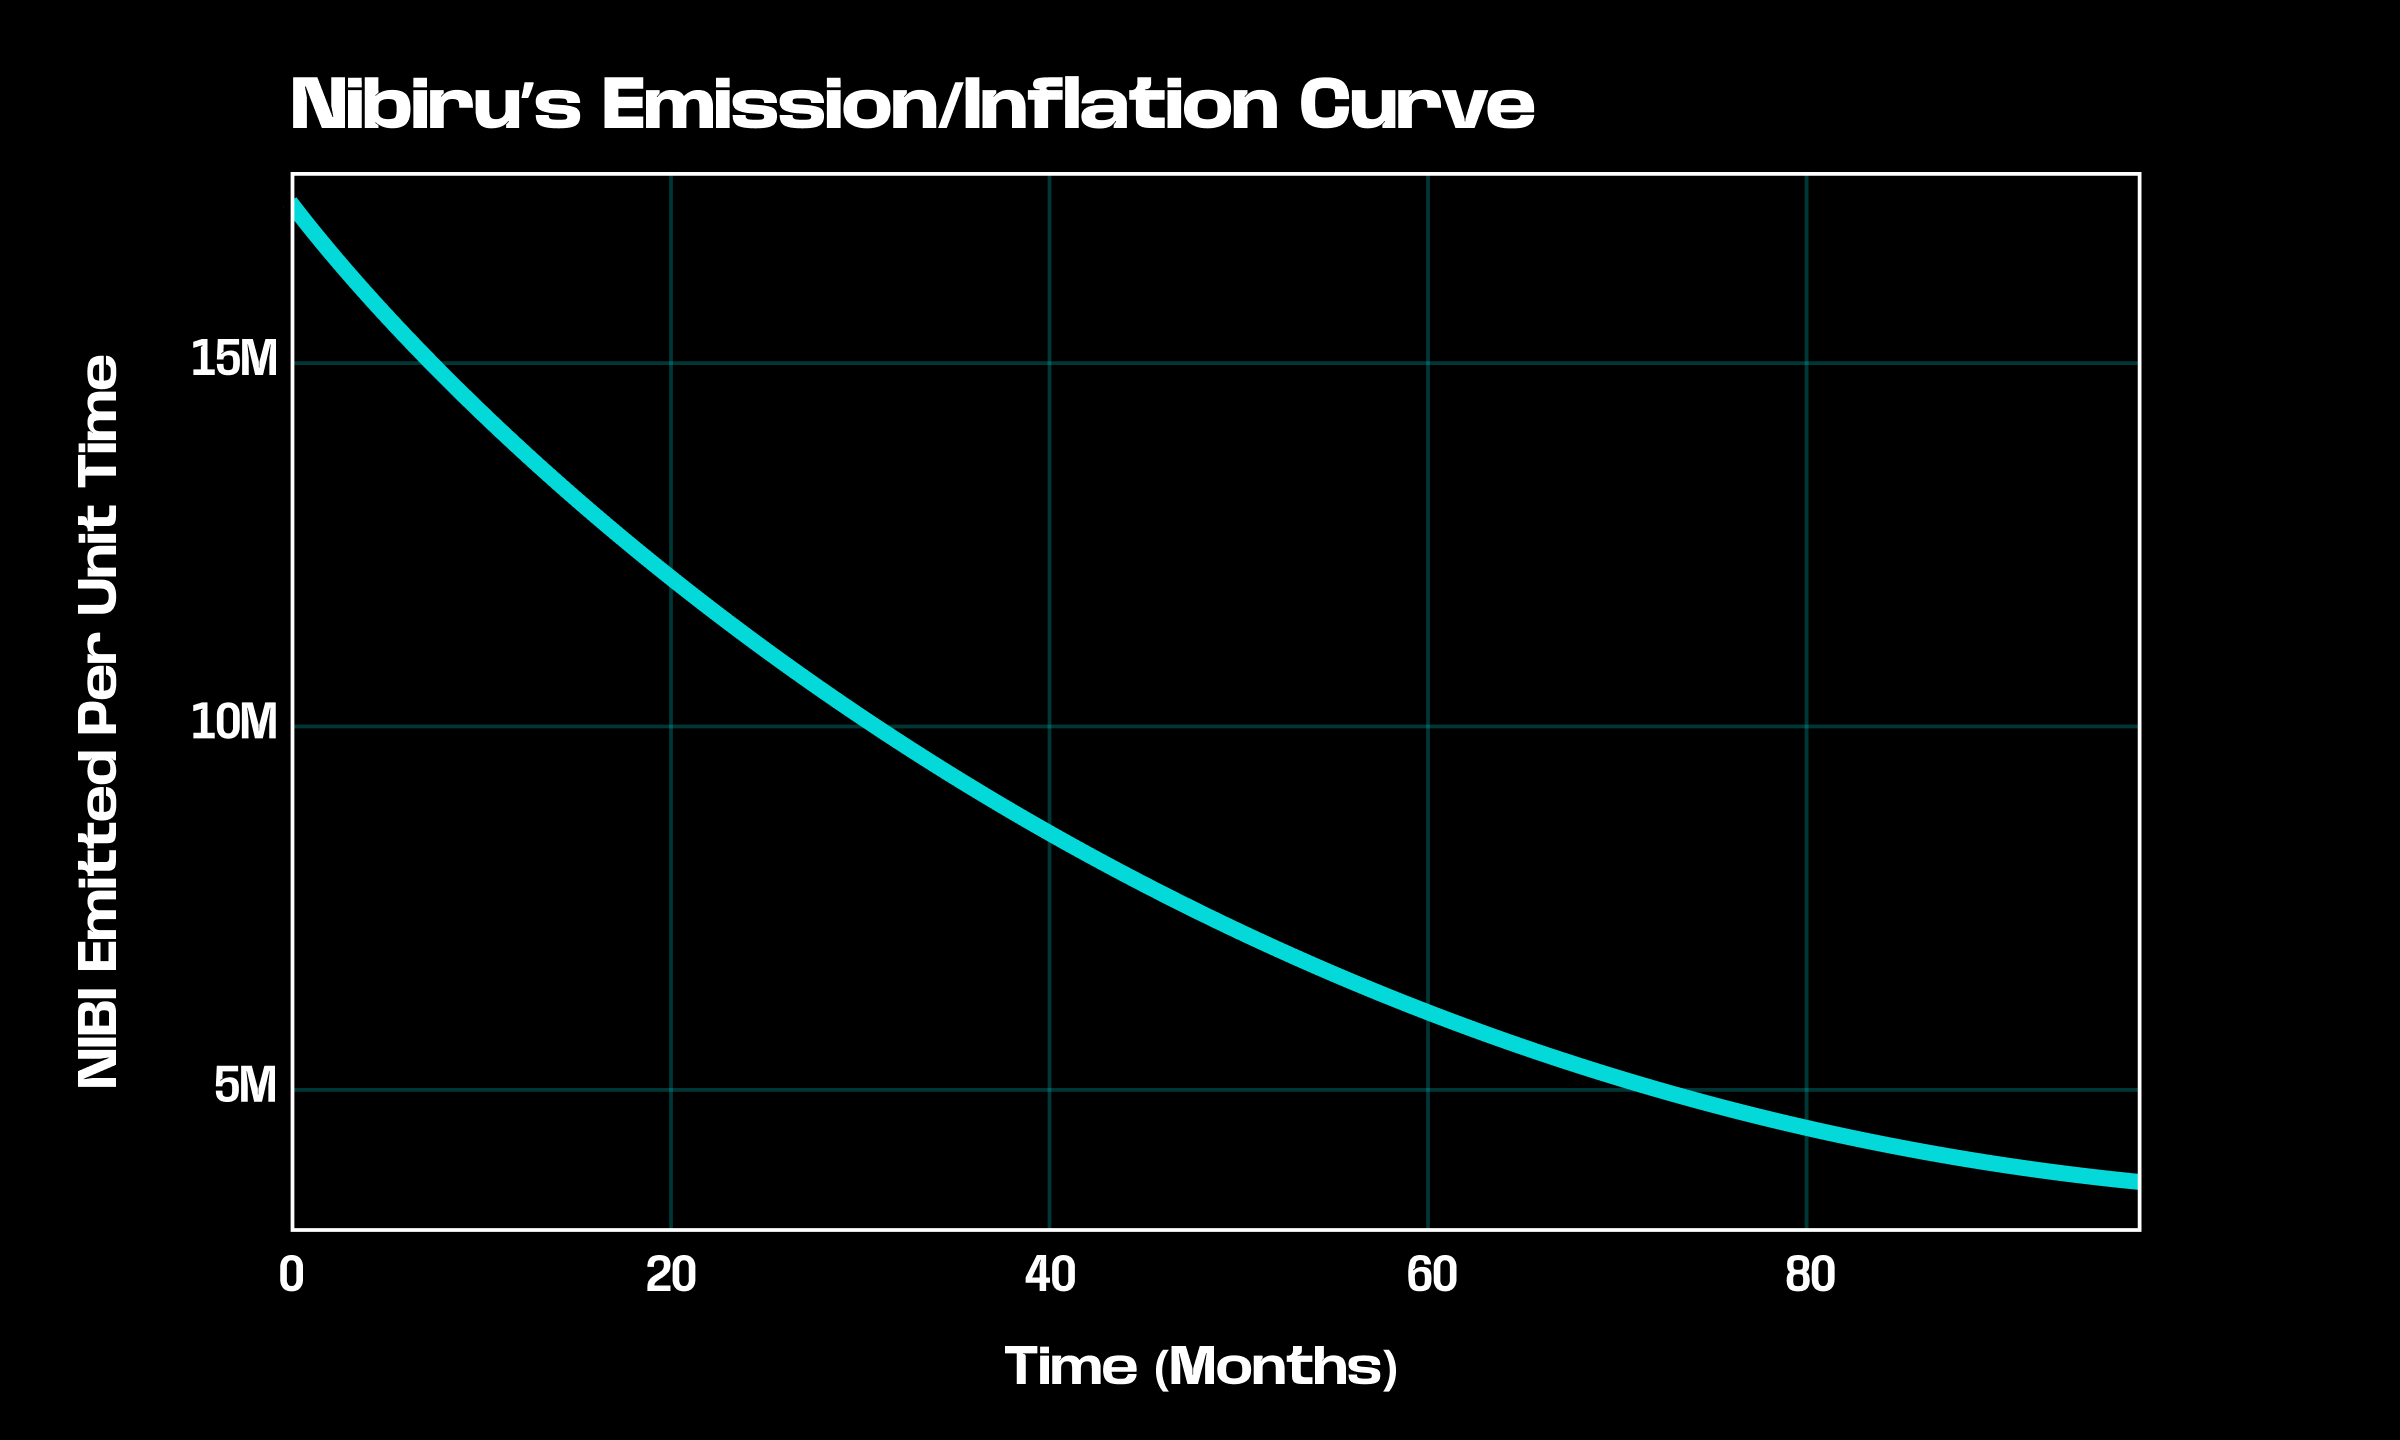 Nibiru’s Emission/Inflation Curve
NIBI Emitted Per Unit Time
15M
10M
5M
0
20
40
60
80
Time (Months)